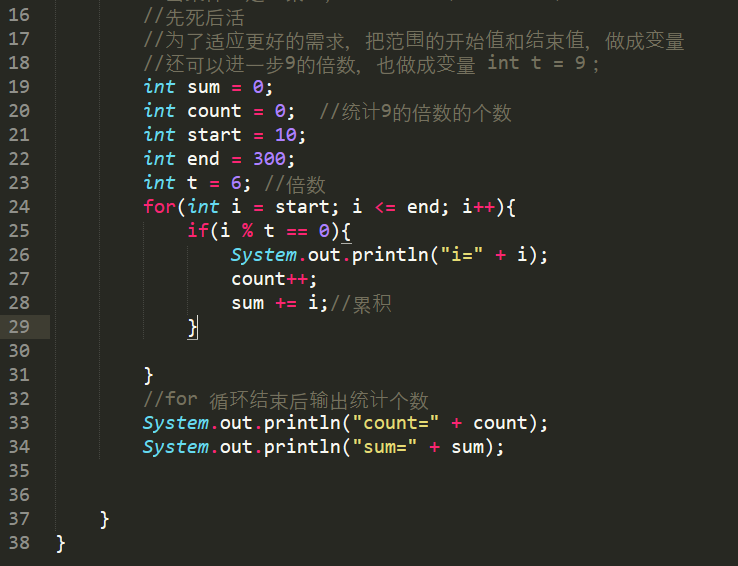 16 //先死后活
17 //为了适应更好的需求，把范围的开始值和结束值，做成变量
18 //还可以进一步9的倍数，也做成变量 int t = 9 ;
19 int sum = 0;
20 int count = 0; //统计9的倍数的个数
21 int start = 10;
22 int end = 300;
23 int t = 6; //倍数
24 for(int i = start; i <= end; i++){
25 if(i % t == 0){
26 System.out.println("i=" + i);
27 count++;
28 sum += i;//累积
29 }
30
31 }
32 //for 循环结束后输出统计个数
33 System.out.println("count=" + count);
34 System.out.println("sum=" + sum);
35
36
37 }
38 }